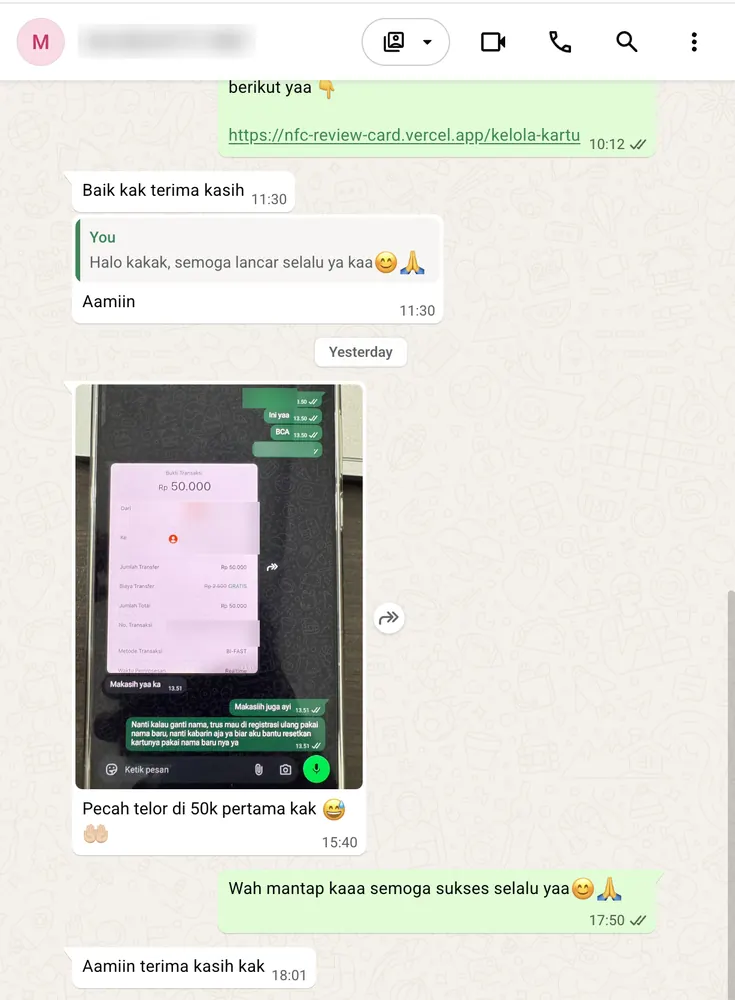 M
berikut yaa 👇
https://nfc-review-card.vercel.app/kelola-kartu
10:12
Baik kak terima kasih
11:30
You
Halo kakak, semoga lancar selalu ya kaa😊🙏
Aamiin
11:30
Yesterday
Ini yaa
13.50
BCA
13.50
Bukti Transaksi
Rp 50.000
Dari
Ke
Jumlah Transfer Rp 50.000
Biaya Transfer Rp 2.500 GRATIS
Jumlah Total Rp 50.000
No. Transaksi
Metode Transaksi BI-FAST
Waktu Pemrosesan Realtime
Makasih yaa ka
13.51
Makasiih juga ayi
13.51
Nanti kalau ganti nama, trus mau di registrasi ulang pakai
nama baru, nanti kabarin aja ya biar aku bantu resetkan
kartunya pakai nama baru nya ya
13.51
Ketik pesan
Pecah telor di 50k pertama kak 😅
🤲🏻
15:40
Wah mantap kaaa semoga sukses selalu yaa😊🙏
17:50
Aamiin terima kasih kak
18:01